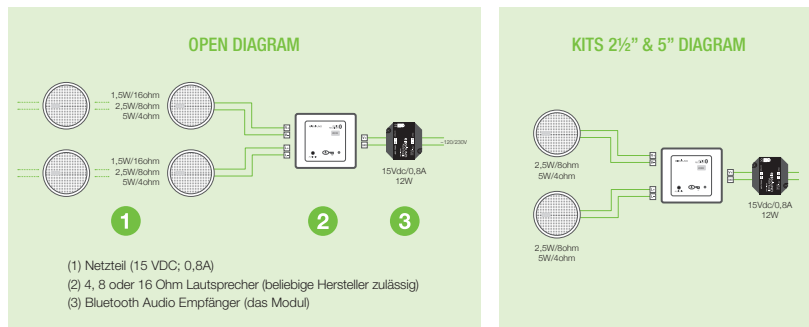 OPEN DIAGRAM
1,5W/16ohm
2,5W/8ohm
5W/4ohm
1,5W/16ohm
2,5W/8ohm
5W/4ohm
120/230V
15Vdc/0,8A
12W
1
2
3
(1) Netzteil (15 VDC; 0,8A)
(2) 4, 8 oder 16 Ohm Lautsprecher (beliebige Hersteller zulässig)
(3) Bluetooth Audio Empfänger (das Modul)
KITS 2½” & 5” DIAGRAM
2,5W/8ohm
5W/4ohm
2,5W/8ohm
5W/4ohm
15Vdc/0,8A
12W